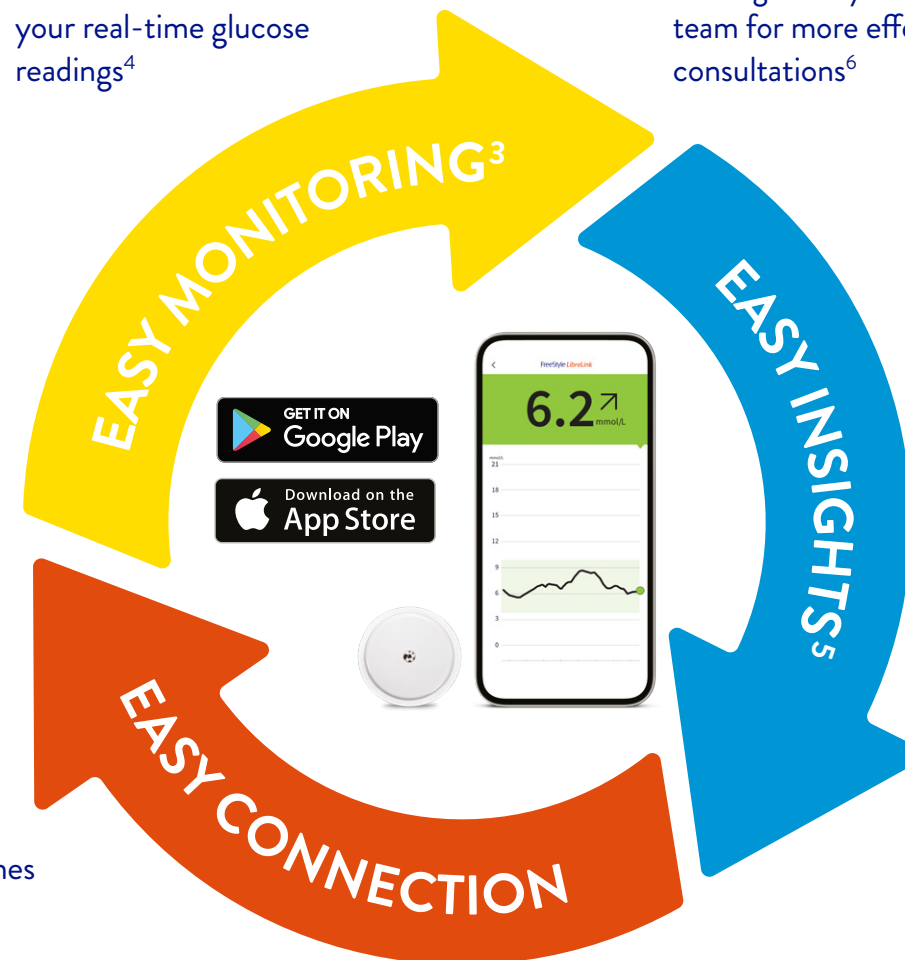 your real-time glucose
readings⁴
team for more
consultations⁶
EASY MONITORING³
EASY INSIGHTS⁵
FreeStyle LibreLink
6.2
mmol/L
GET IT ON
Google Play
Download on the
App Store
mmol/L
21
18
15
12
9
6
3
0
EASY CONNECTION